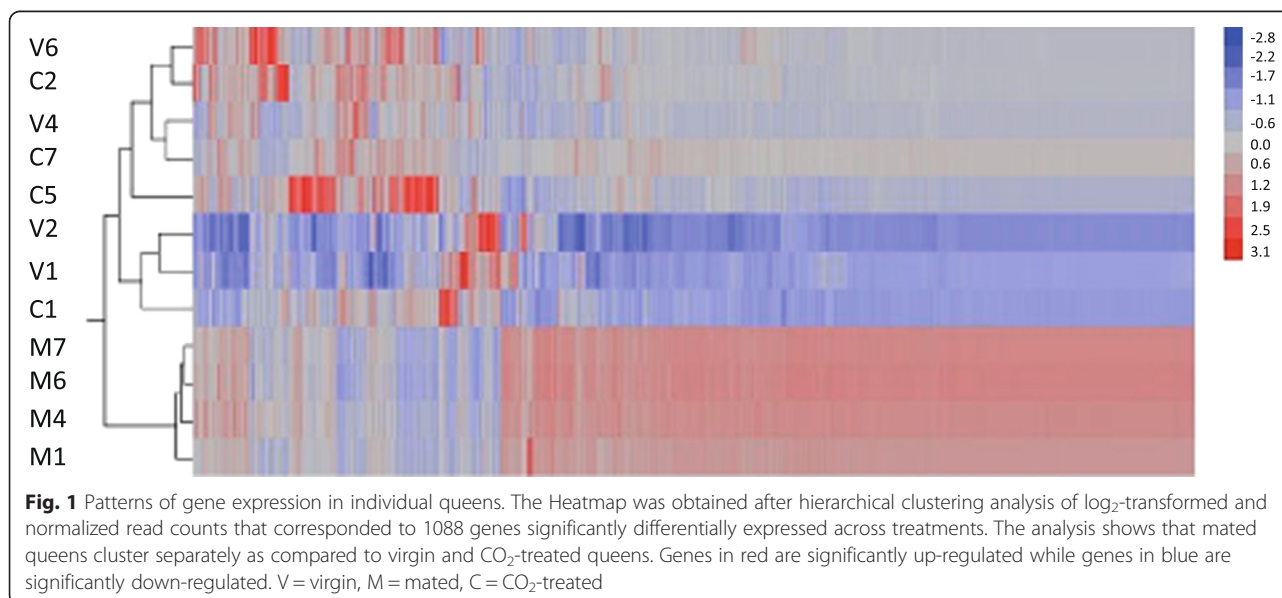 V6
C2
V4
C7
C5
V2
V1
C1
M7
M6
M4
M1
-2.8
-2.2
-1.7
-1.1
-0.6
0.0
0.6
1.2
1.9
2.5
3.1
Fig. 1 Patterns of gene expression in individual queens. The Heatmap was obtained after hierarchical clustering analysis of log₂-transformed and
normalized read counts that corresponded to 1088 genes significantly differentially expressed across treatments. The analysis shows that mated
queens cluster separately as compared to virgin and CO₂-treated queens. Genes in red are significantly up-regulated while genes in blue are
significantly down-regulated. V = virgin, M = mated, C = CO₂-treated